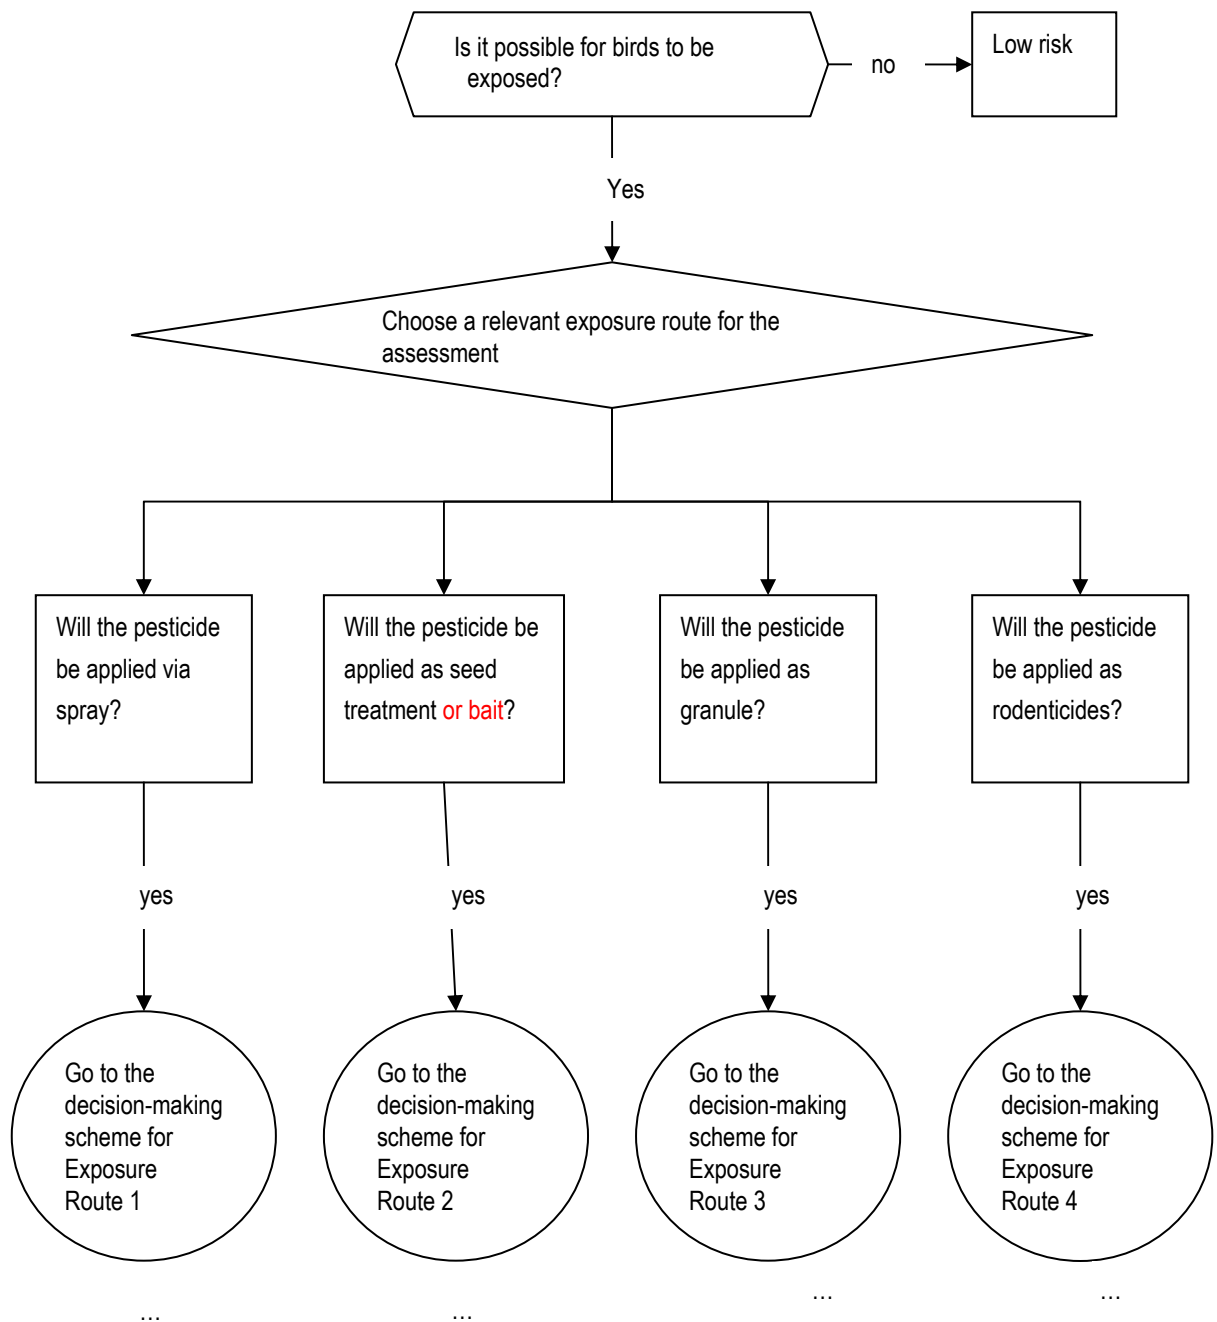 Is it possible for birds to be
exposed?
no
Low risk
Yes
Choose a relevant exposure route for the
assessment
Will the pesticide
be applied via
spray?
Will the pesticide be
applied as seed
treatment or bait?
Will the pesticide
be applied as
granule?
Will the pesticide
be applied as
rodenticides?
yes
yes
yes
yes
Go to the
decision-making
scheme for
Exposure
Route 1
Go to the
decision-making
scheme for
Exposure
Route 2
Go to the
decision-making
scheme for
Exposure
Route 3
Go to the
decision-making
scheme for
Exposure
Route 4
...
...
...
...